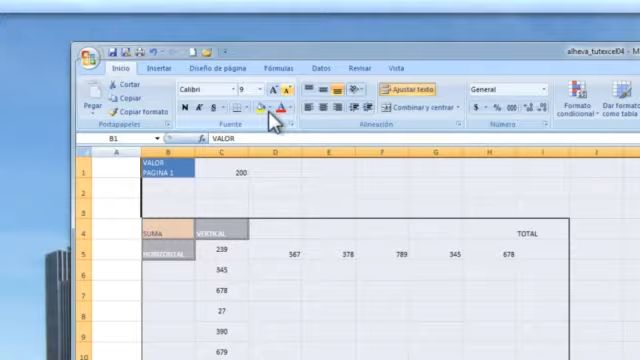 alheva_tutexcel04 - M
Inicio Insertar Diseño de página Fórmulas Datos Revisar Vista
Cortar
Copiar
Copiar formato
Pegar
Portapapeles
Calibri 9 A A
N K S A
Fuente
Ajustar texto
Combinar y centrar
Alineación
General
$ % 000
Número
Formato condicional
Dar formato como tabla
B1 fx VALOR
A B C D E F G H I J K
1 VALOR PAGINA 1 200
2
3
4 SUMA VERTICAL TOTAL
5 HORIZONTAL 239 567 378 789 345 678
6 345
7 678
8 27
9 390
10 679